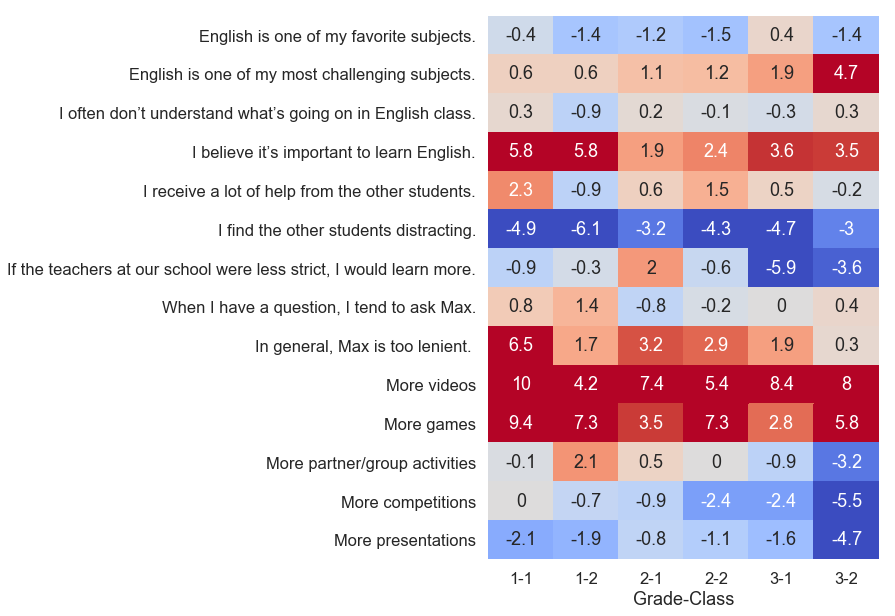 English is one of my favorite subjects. -0.4 -1.4 -1.2 -1.5 0.4 -1.4
English is one of my most challenging subjects. 0.6 0.6 1.1 1.2 1.9 4.7
I often don’t understand what’s going on in English class. 0.3 -0.9 0.2 -0.1 -0.3 0.3
I believe it’s important to learn English. 5.8 5.8 1.9 2.4 3.6 3.5
I receive a lot of help from the other students. 2.3 -0.9 0.6 1.5 0.5 -0.2
I find the other students distracting. -4.9 -6.1 -3.2 -4.3 -4.7 -3
If the teachers at our school were less strict, I would learn more. -0.9 -0.3 2 -0.6 -5.9 -3.6
When I have a question, I tend to ask Max. 0.8 1.4 -0.8 -0.2 0 0.4
In general, Max is too lenient. 6.5 1.7 3.2 2.9 1.9 0.3
More videos 10 4.2 7.4 5.4 8.4 8
More games 9.4 7.3 3.5 7.3 2.8 5.8
More partner/group activities -0.1 2.1 0.5 0 -0.9 -3.2
More competitions 0 -0.7 -0.9 -2.4 -2.4 -5.5
More presentations -2.1 -1.9 -0.8 -1.1 -1.6 -4.7
1-1 1-2 2-1 2-2 3-1 3-2
Grade-Class